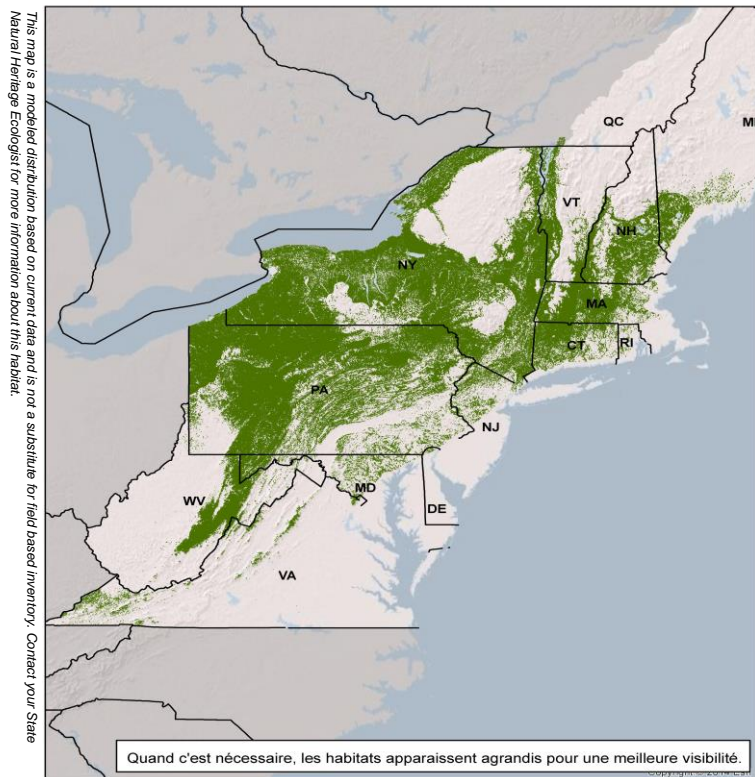 This map is a modeled distribution based on current data and is not a substitute for field based inventory. Contact your State
Natural Heritage Ecologist for more information about this habitat.
QC
VT
NH
NY
MA
CT
RI
PA
NJ
MD
WV
DE
VA
Quand c'est nécessaire, les habitats apparaissent agrandis pour une meilleure visibilité.